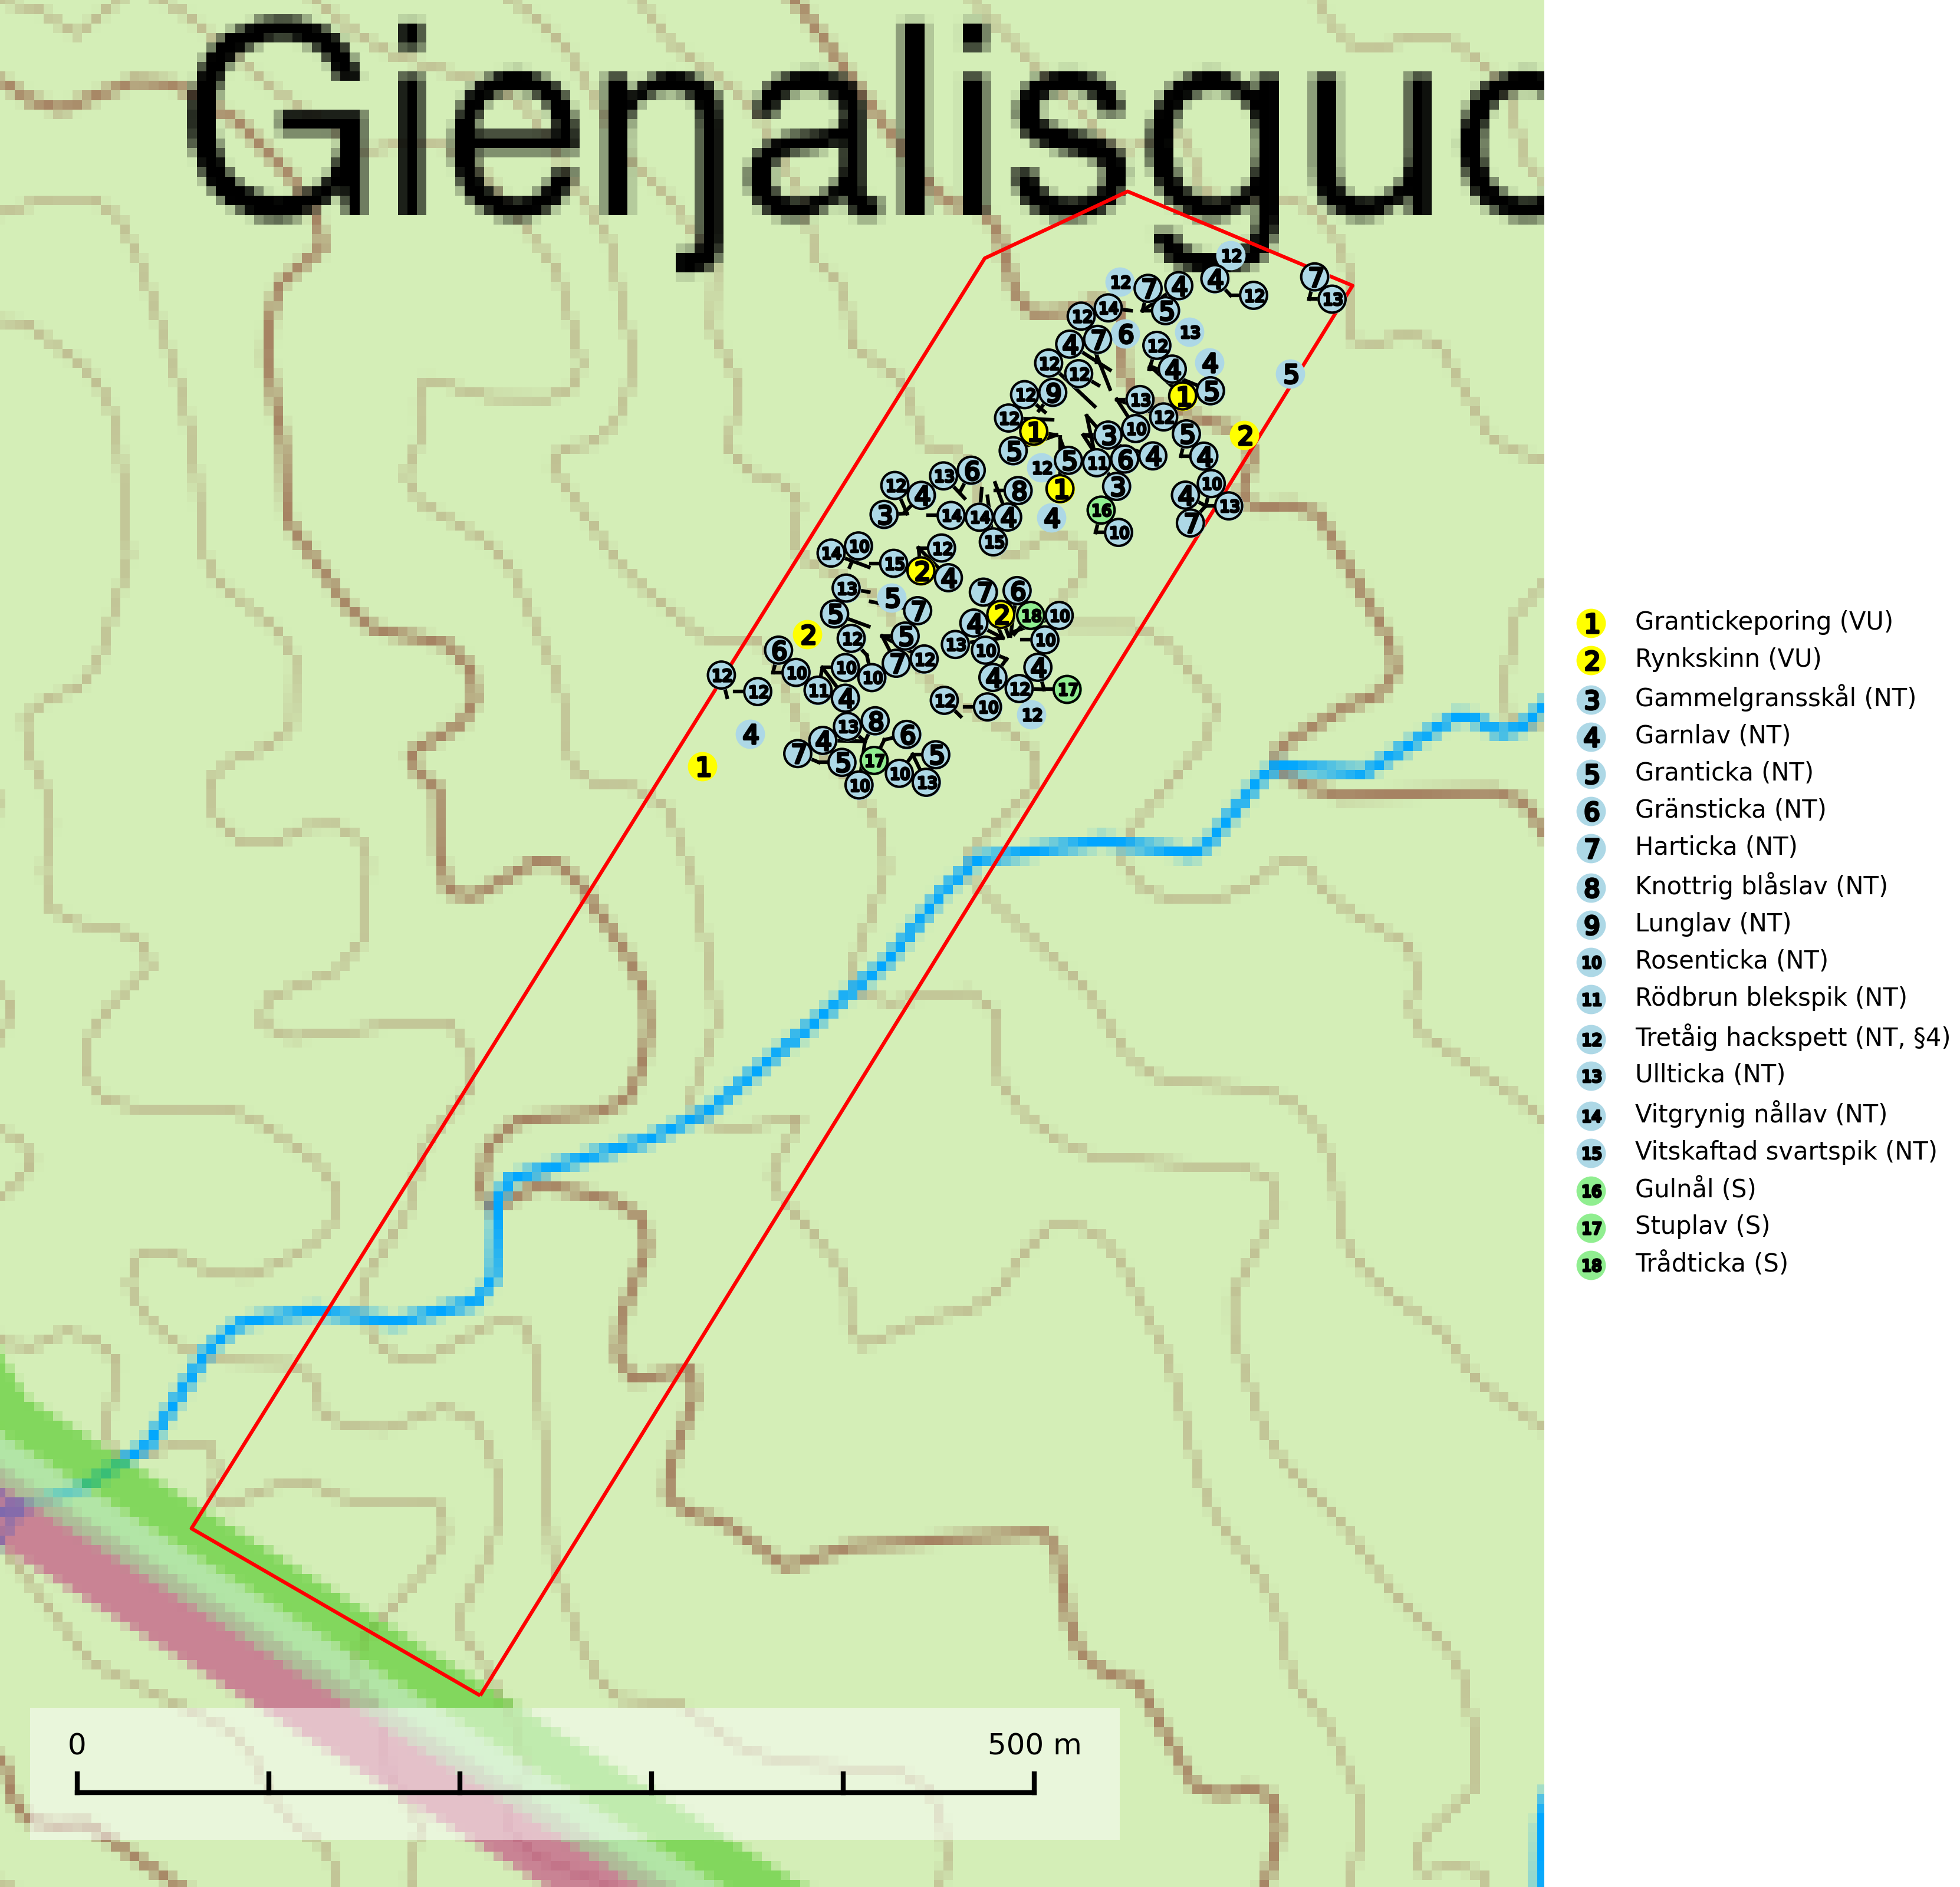 Gieŋalisguo
1 Grantickeporing (VU)
2 Rynkskinn (VU)
3 Gammelgransskål (NT)
4 Garnlav (NT)
5 Granticka (NT)
6 Gränsticka (NT)
7 Harticka (NT)
8 Knottrig blåslav (NT)
9 Lunglav (NT)
10 Rosenticka (NT)
11 Rödbrun blekspik (NT)
12 Tretåig hackspett (NT, §4)
13 Ullticka (NT)
14 Vitgrynig nållav (NT)
15 Vitskaftad svartspik (NT)
16 Gulnål (S)
17 Stuplav (S)
18 Trådticka (S)
0 500 m